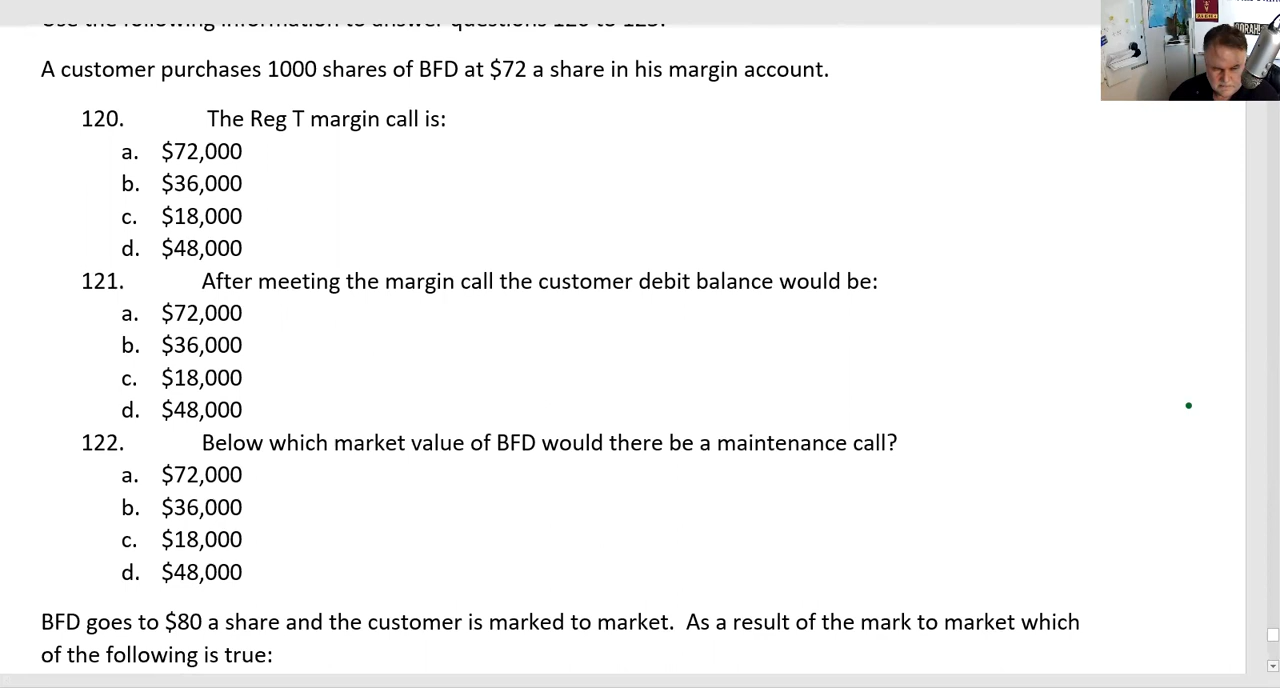 A customer purchases 1000 shares of BFD at $72 a share in his margin account.
120. The Reg T margin call is:
a. $72,000
b. $36,000
c. $18,000
d. $48,000
121. After meeting the margin call the customer debit balance would be:
a. $72,000
b. $36,000
c. $18,000
d. $48,000
122. Below which market value of BFD would there be a maintenance call?
a. $72,000
b. $36,000
c. $18,000
d. $48,000
BFD goes to $80 a share and the customer is marked to market. As a result of the mark to market which
of the following is true: